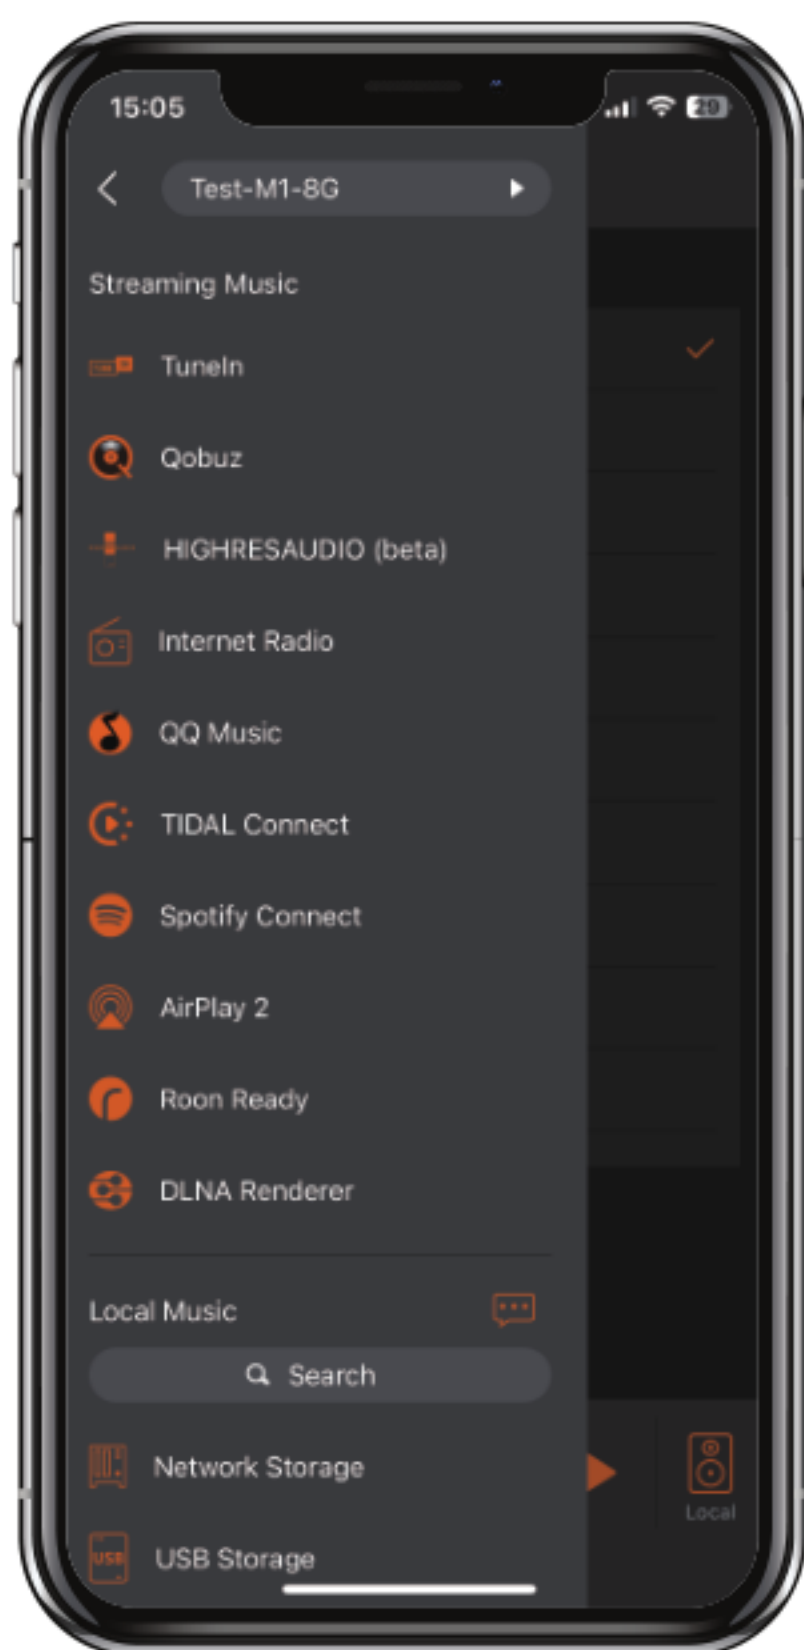 15:05
29
Test-M1-8G
Streaming Music
TuneIn
Qobuz
HIGHRESAUDIO (beta)
Internet Radio
QQ Music
TIDAL Connect
Spotify Connect
AirPlay 2
Roon Ready
DLNA Renderer
Local Music
Search
Network Storage
Local
USB
USB Storage